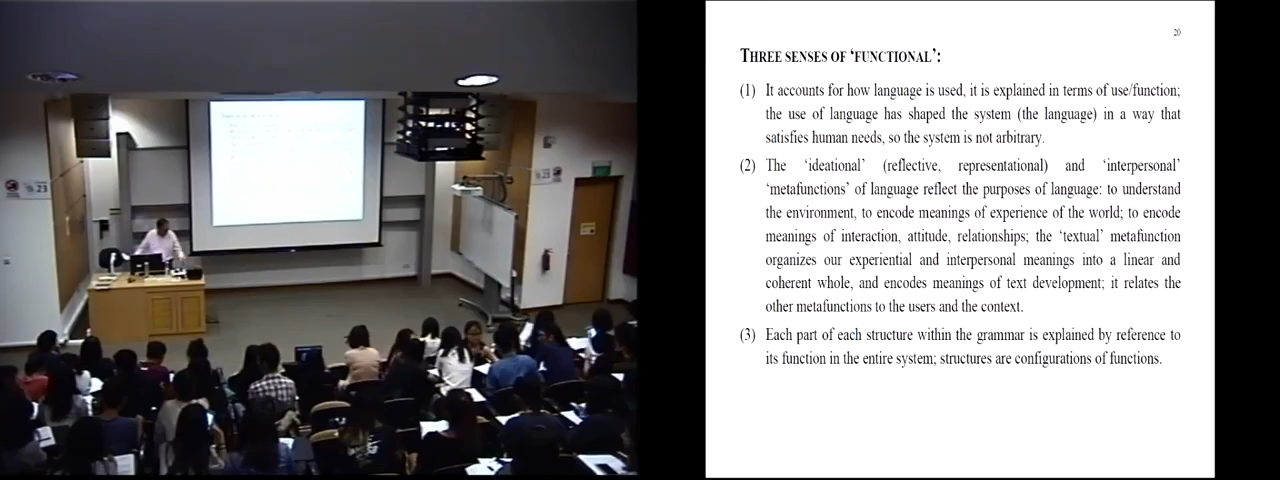 20
THREE SENSES OF ‘FUNCTIONAL’:
(1) It accounts for how language is used, it is explained in terms of use/function;
the use of language has shaped the system (the language) in a way that
satisfies human needs, so the system is not arbitrary.
(2) The ‘ideational’ (reflective, representational) and ‘interpersonal’
‘metafunctions’ of language reflect the purposes of language: to understand
the environment, to encode meanings of experience of the world; to encode
meanings of interaction, attitude, relationships; the ‘textual’ metafunction
organizes our experiential and interpersonal meanings into a linear and
coherent whole, and encodes meanings of text development; it relates the
other metafunctions to the users and the context.
(3) Each part of each structure within the grammar is explained by reference to
its function in the entire system; structures are configurations of functions.
23
23